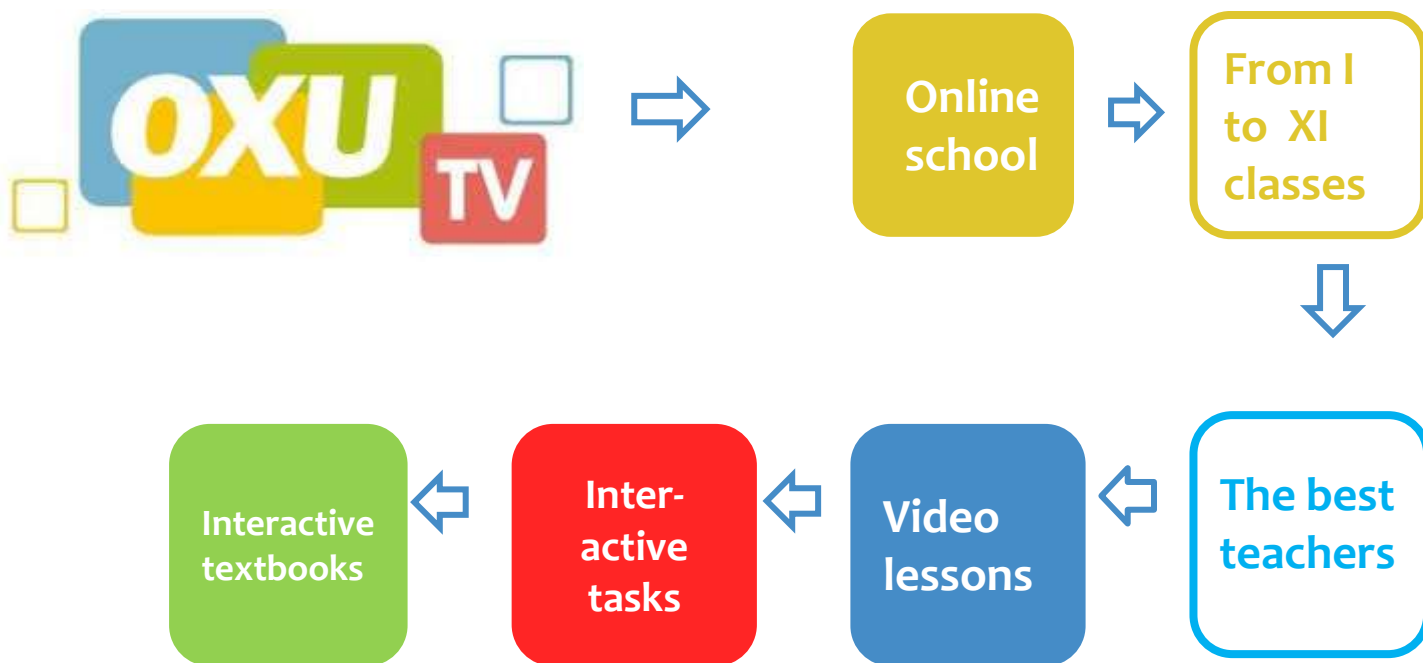 OXU
TV
Online
school
From I
to XI
classes
The best
teachers
Video
lessons
Inter-
active
tasks
Interactive
textbooks